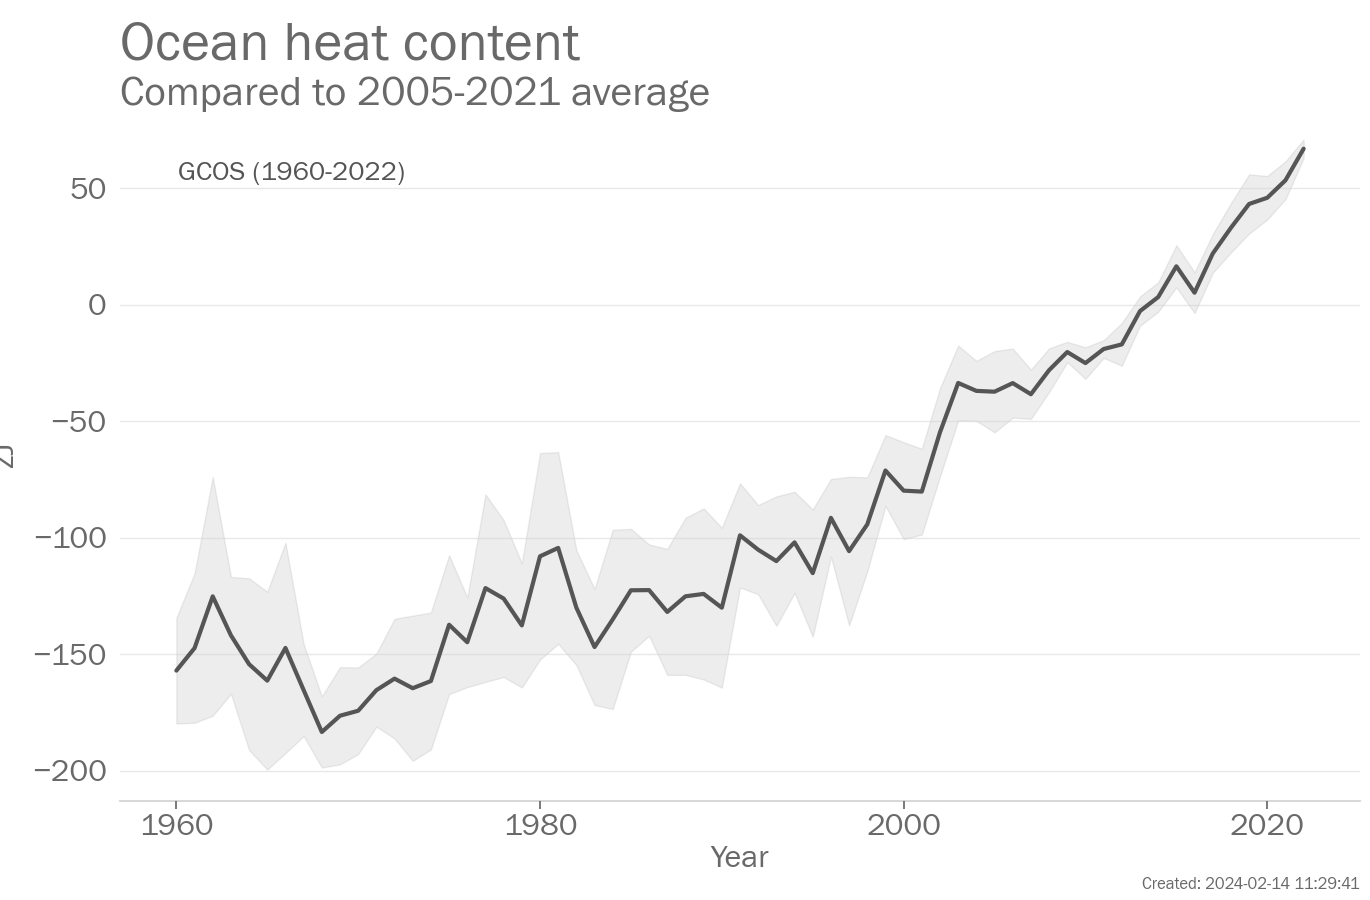 Ocean heat content
Compared to 2005-2021 average
GCOS (1960-2022)
50
0
−50
−100
−150
−200
ZJ
1960 1980 2000 2020
Year
Created: 2024-02-14 11:29:41